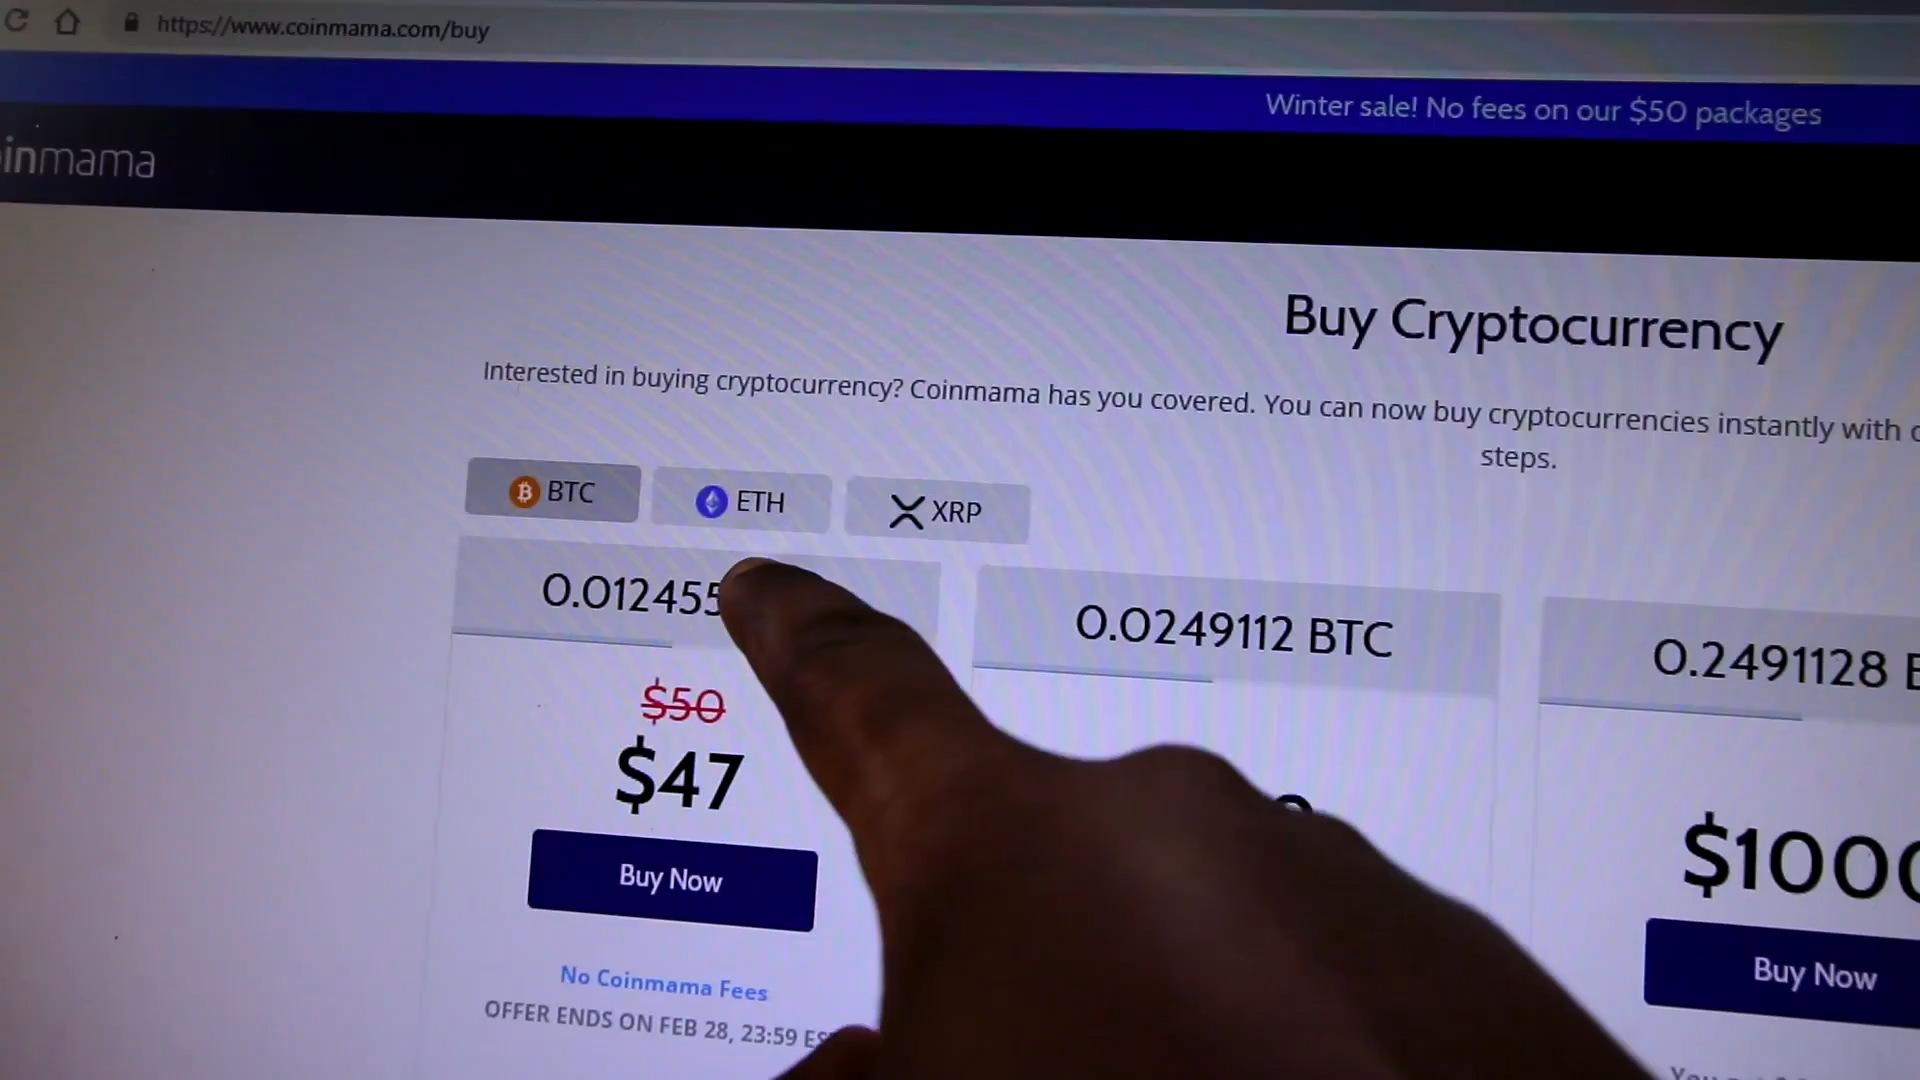 https://www.coinmama.com/buy
Winter sale! No fees on our $50 packages
inmama
Buy Cryptocurrency
Interested in buying cryptocurrency? Coinmama has you covered. You can now buy cryptocurrencies instantly with
steps.
BTC ETH XRP
0.012455
0.0249112 BTC
0.2491128
$50
$47
$1000
Buy Now
Buy Now
No Coinmama Fees
OFFER ENDS ON FEB 28, 23:59